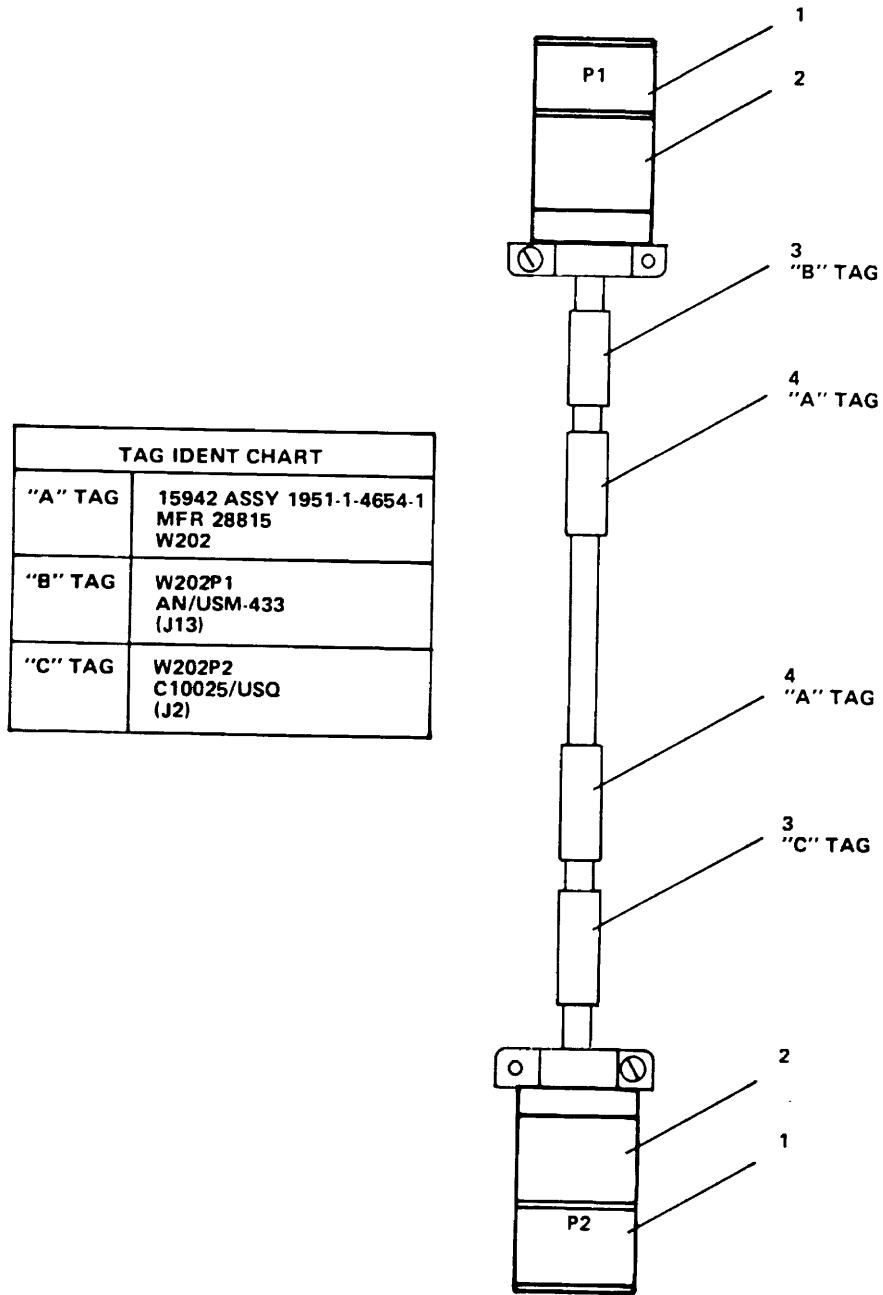 1
P1
2
3
"B" TAG
4
"A" TAG
TAG IDENT CHART
"A" TAG 15942 ASSY 1951-1-4654-1
MFR 28815
W202
"B" TAG W202P1
AN/USM-433
(J13)
"C" TAG W202P2
C10025/USQ
(J2)
4
"A" TAG
3
"C" TAG
2
1
P2